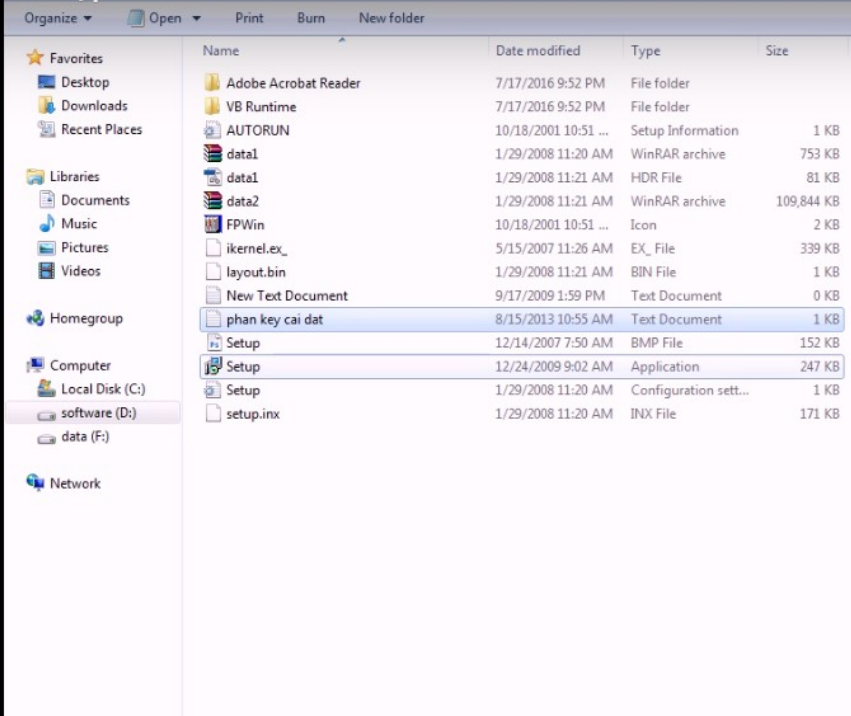 Organize Open Print Burn New folder
Favorites
Desktop
Downloads
Recent Places
Libraries
Documents
Music
Pictures
Videos
Homegroup
Computer
Local Disk (C:)
software (D:)
data (F:)
Network
Name Date modified Type Size
Adobe Acrobat Reader 7/17/2016 9:52 PM File folder
VB Runtime 7/17/2016 9:52 PM File folder
AUTORUN 10/18/2001 10:51 ... Setup Information 1 KB
data1 1/29/2008 11:20 AM WinRAR archive 753 KB
data1 1/29/2008 11:21 AM HDR File 81 KB
data2 1/29/2008 11:21 AM WinRAR archive 109,844 KB
FPWin 10/18/2001 10:51 ... Icon 2 KB
ikernel.ex_ 5/15/2007 11:26 AM EX_ File 339 KB
layout.bin 1/29/2008 11:21 AM BIN File 1 KB
New Text Document 9/17/2009 1:59 PM Text Document 0 KB
phan key cai dat 8/15/2013 10:55 AM Text Document 1 KB
Setup 12/14/2007 7:50 AM BMP File 152 KB
Setup 12/24/2009 9:02 AM Application 247 KB
Setup 1/29/2008 11:20 AM Configuration sett... 1 KB
setup.inx 1/29/2008 11:20 AM INX File 171 KB